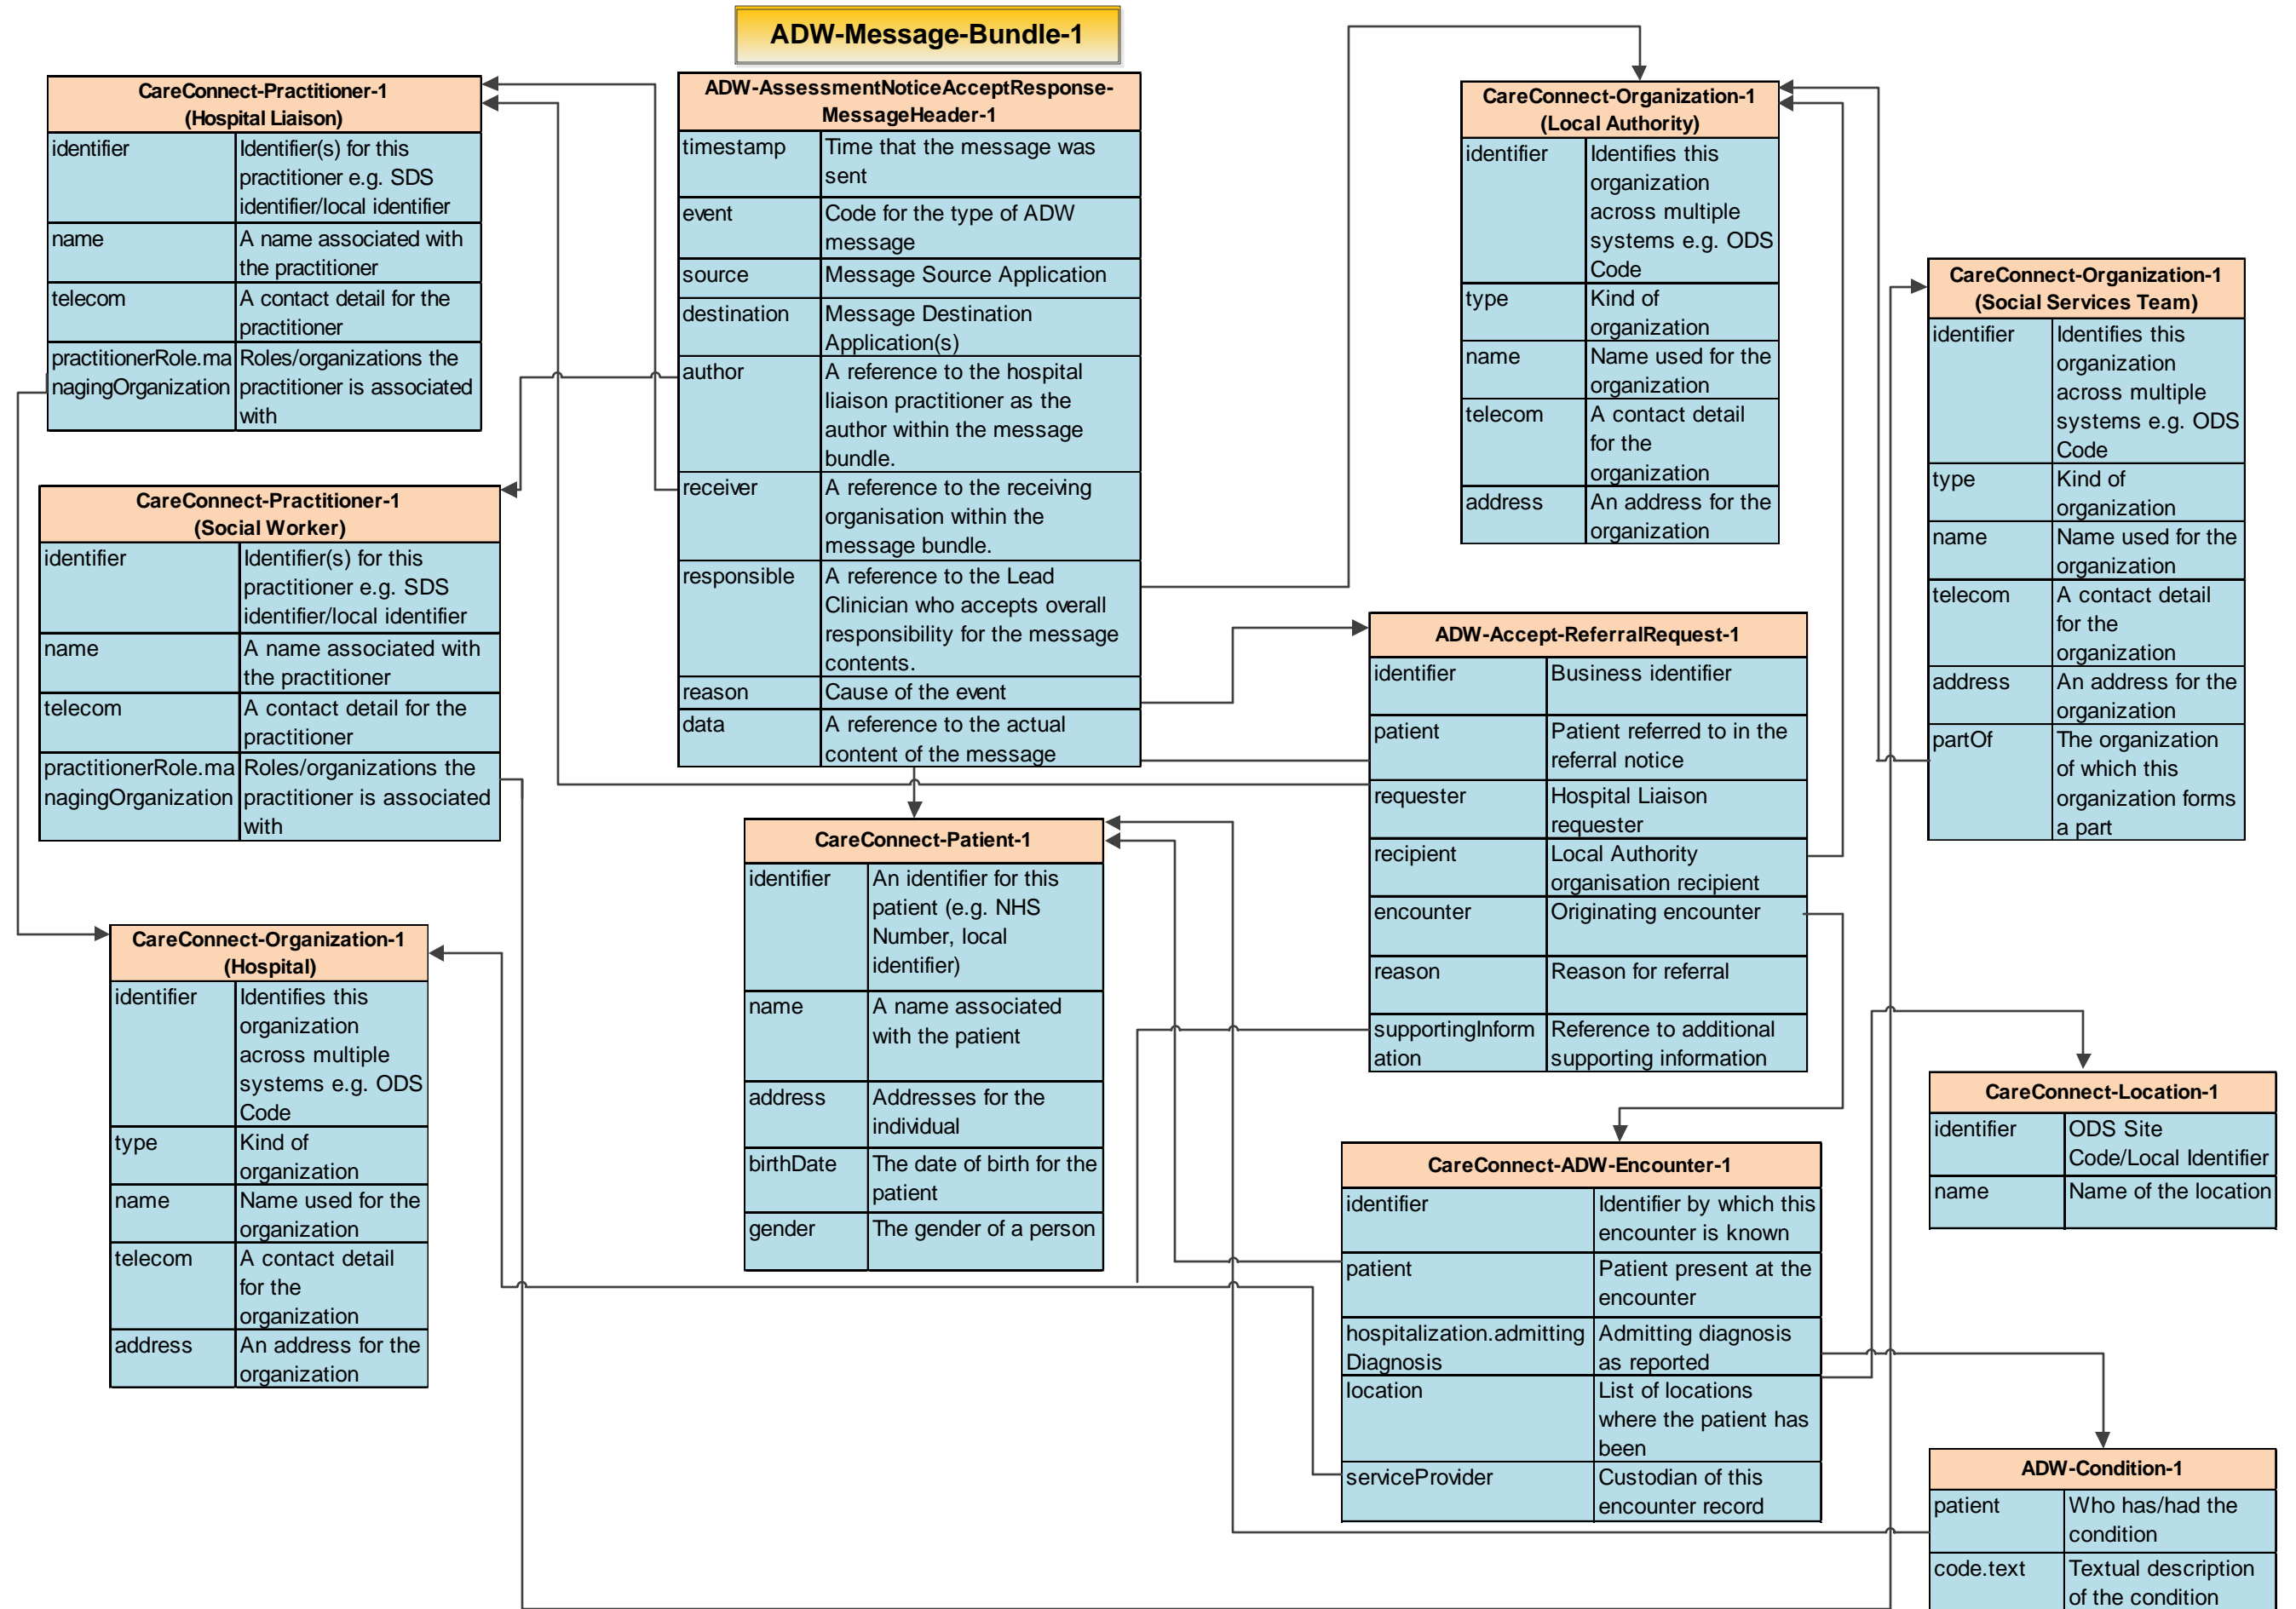 ADW-Message-Bundle-1
CareConnect-Practitioner-1
(Hospital Liaison)
identifier
Identifier(s) for this
practitioner e.g. SDS
identifier/local identifier
name
A name associated with
the practitioner
telecom
A contact detail for the
practitioner
practitionerRole.ma
nagingOrganization
Roles/organizations the
practitioner is associated
with
ADW-AssessmentNoticeAcceptResponse-
MessageHeader-1
timestamp
Time that the message was
sent
event
Code for the type of ADW
message
source
Message Source Application
destination
Message Destination
Application(s)
author
A reference to the hospital
liaison practitioner as the
author within the message
bundle.
receiver
A reference to the receiving
organisation within the
message bundle.
responsible
A reference to the Lead
Clinician who accepts overall
responsibility for the message
contents.
reason
Cause of the event
data
A reference to the actual
content of the message
CareConnect-Organization-1
(Local Authority)
identifier
Identifies this
organization
across multiple
systems e.g. ODS
Code
type
Kind of
organization
name
Name used for the
organization
telecom
A contact detail
for the
organization
address
An address for the
organization
CareConnect-Organization-1
(Social Services Team)
identifier
Identifies this
organization
across multiple
systems e.g. ODS
Code
type
Kind of
organization
name
Name used for the
organization
telecom
A contact detail
for the
organization
address
An address for the
organization
partOf
The organization
of which this
organization forms
a part
CareConnect-Practitioner-1
(Social Worker)
identifier
Identifier(s) for this
practitioner e.g. SDS
identifier/local identifier
name
A name associated with
the practitioner
telecom
A contact detail for the
practitioner
practitionerRole.ma
nagingOrganization
Roles/organizations the
practitioner is associated
with
ADW-Accept-ReferralRequest-1
identifier
Business identifier
patient
Patient referred to in the
referral notice
requester
Hospital Liaison
requester
recipient
Local Authority
organisation recipient
encounter
Originating encounter
reason
Reason for referral
supportingInform
ation
Reference to additional
supporting information
CareConnect-Patient-1
identifier
An identifier for this
patient (e.g. NHS
Number, local
identifier)
name
A name associated
with the patient
address
Addresses for the
individual
birthDate
The date of birth for the
patient
gender
The gender of a person
CareConnect-Organization-1
(Hospital)
identifier
Identifies this
organization
across multiple
systems e.g. ODS
Code
type
Kind of
organization
name
Name used for the
organization
telecom
A contact detail
for the
organization
address
An address for the
organization
CareConnect-Location-1
identifier
ODS Site
Code/Local Identifier
name
Name of the location
CareConnect-ADW-Encounter-1
identifier
Identifier by which this
encounter is known
patient
Patient present at the
encounter
hospitalization.admitting
Diagnosis
Admitting diagnosis
as reported
location
List of locations
where the patient has
been
serviceProvider
Custodian of this
encounter record
ADW-Condition-1
patient
Who has/had the
condition
code.text
Textual description
of the condition